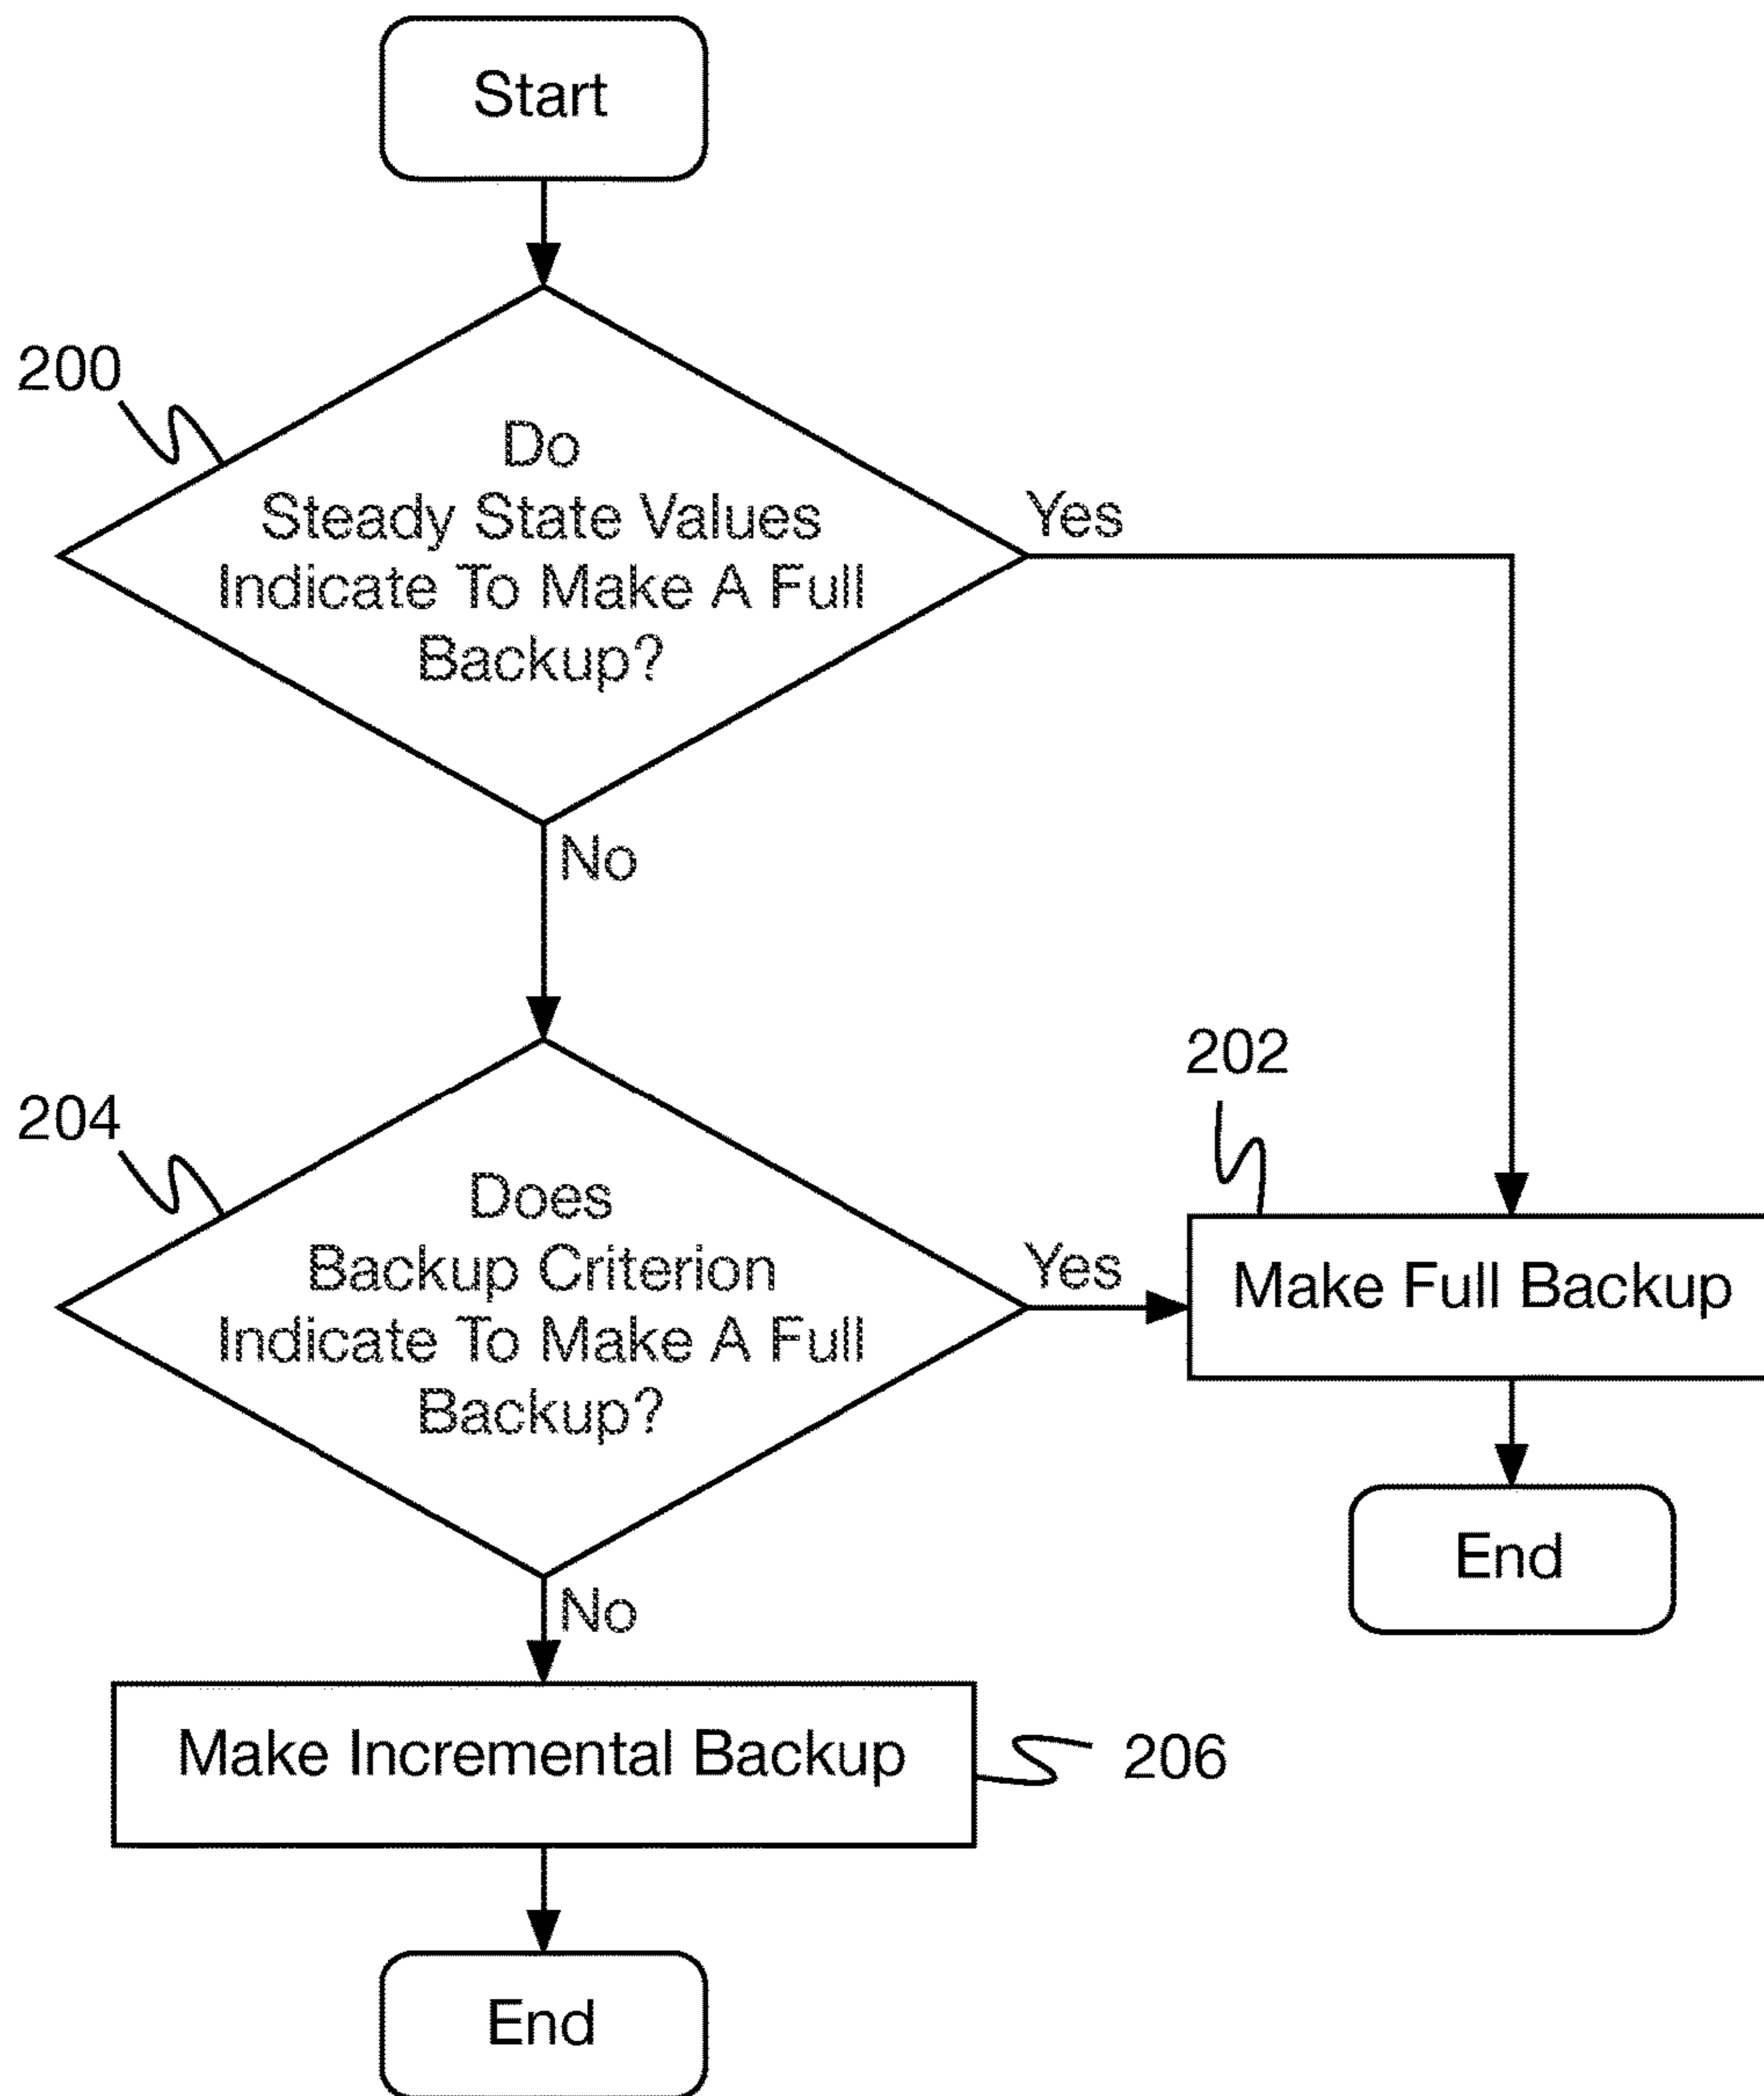 Start
200
Do
Steady State Values
Indicate To Make A Full
Backup?
Yes
No
204
Does
Backup Criterion
Indicate To Make A Full
Backup?
Yes
202
Make Full Backup
End
No
Make Incremental Backup
206
End